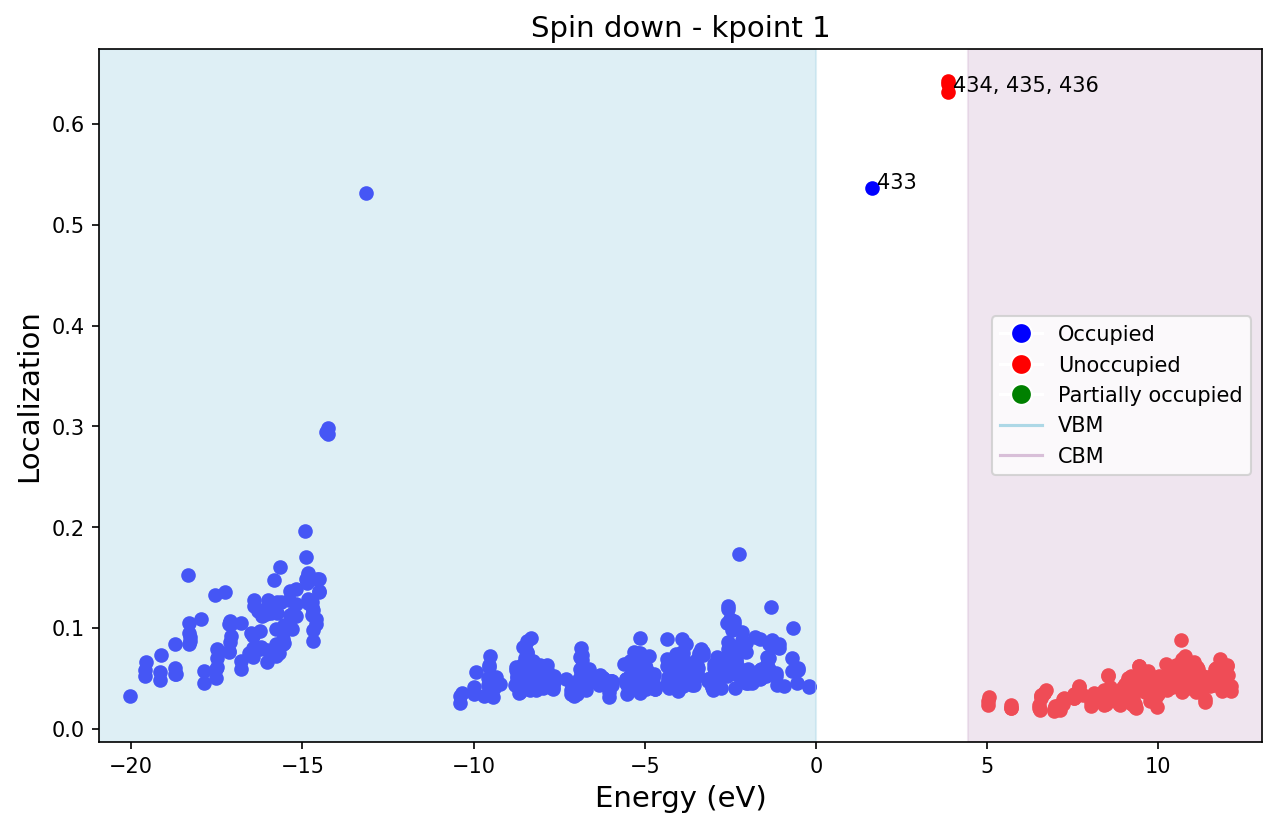 Spin down - kpoint 1
434, 435, 436
433
0.6
0.5
0.4
0.3
0.2
0.1
0.0
Localization
Occupied
Unoccupied
Partially occupied
VBM
CBM
−20
−15
−10
−5
0
5
10
Energy (eV)